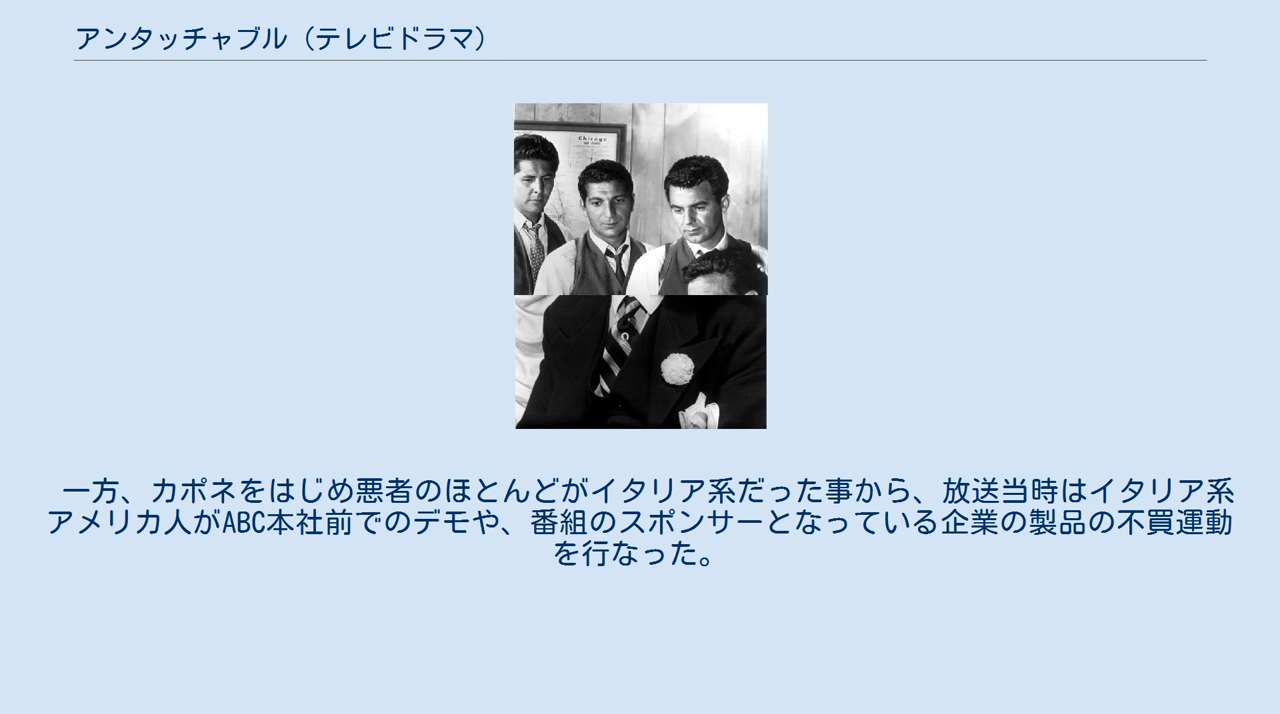 アンタッチャブル（テレビドラマ）
Chicago
一方、カポネをはじめ悪者のほとんどがイタリア系だった事から、放送当時はイタリア系
アメリカ人がABC本社前でのデモや、番組のスポンサーとなっている企業の製品の不買運動
を行なった。